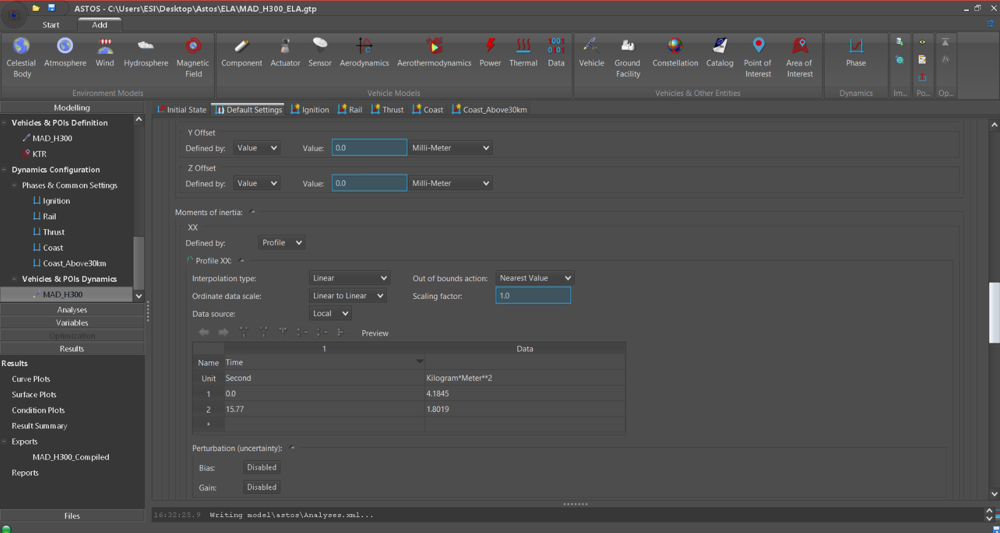 ASTOS - C:\Users\ESI\Desktop\Astos\ELA\MAD_H300_ELA.gtp
Start Add
Celestial Body Atmosphere Wind Hydrosphere Magnetic Field
Environment Models
Component Actuator Sensor Aerodynamics Aerothermodynamics Power Thermal Data
Vehicle Models
Vehicle Ground Facility Constellation Catalog Point of Interest Area of Interest
Vehicles & Other Entities
Phase
Dynamics
Im... Po... Op...
Modelling
Vehicles & POIs Definition
MAD_H300
KTR
Dynamics Configuration
Phases & Common Settings
Ignition
Rail
Thrust
Coast
Coast_Above30km
Vehicles & POIs Dynamics
MAD_H300
Analyses
Variables
Optimization
Results
Results
Curve Plots
Surface Plots
Condition Plots
Result Summary
Exports
MAD_H300_Compiled
Reports
Files
Initial State Default Settings Ignition Rail Thrust Coast Coast_Above30km
Y Offset
Defined by: Value Value: 0.0 Milli-Meter
Z Offset
Defined by: Value Value: 0.0 Milli-Meter
Moments of inertia:
XX
Defined by: Profile
Profile XX:
Interpolation type: Linear Out of bounds action: Nearest Value
Ordinate data scale: Linear to Linear Scaling factor: 1.0
Data source: Local
Preview
1 Data
Name Time
Unit Second Kilogram*Meter**2
1 0.0 4.1845
2 15.77 1.8019
*
Perturbation (uncertainty):
Bias: Disabled
Gain: Disabled
16:32:25.9 Writing model\astos\Analyses.xml...